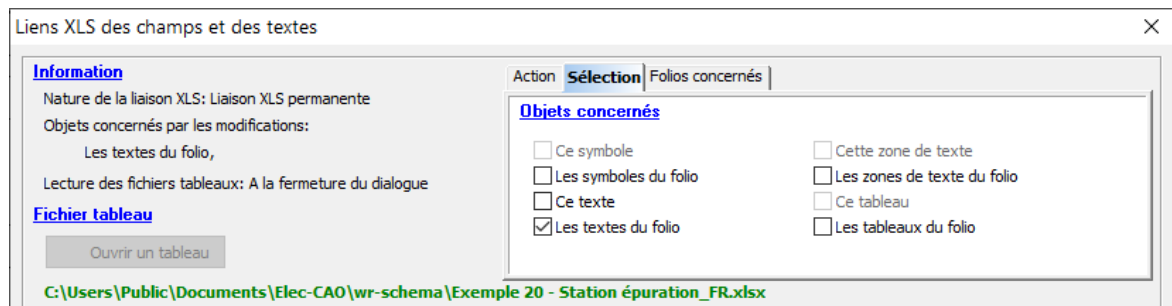 Liens XLS des champs et des textes
Information
Nature de la liaison XLS: Liaison XLS permanente
Objets concernés par les modifications:
Les textes du folio,
Lecture des fichiers tableaux: A la fermeture du dialogue
Fichier tableau
Ouvrir un tableau
Action Sélection Folios concernés
Objets concernés
Ce symbole Cette zone de texte
Les symboles du folio Les zones de texte du folio
Ce texte Ce tableau
Les textes du folio Les tableaux du folio
C:\Users\Public\Documents\Elec-CAO\wr-schema\Exemple 20 - Station épuration_FR.xlsx